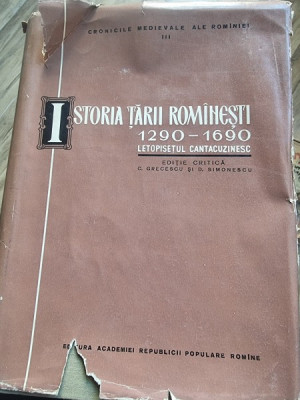 CRONICILE MEDIEVALE ALE ROMÎNIEI
III
ISTORIA ȚĂRII ROMÎNEȘTI
1290-1690
LETOPISEȚUL CANTACUZINESC
EDIȚIE CRITICĂ
C. GRECESCU ȘI D. SIMONESCU
EDITURA ACADEMIEI REPUBLICII POPULARE ROMÎNE